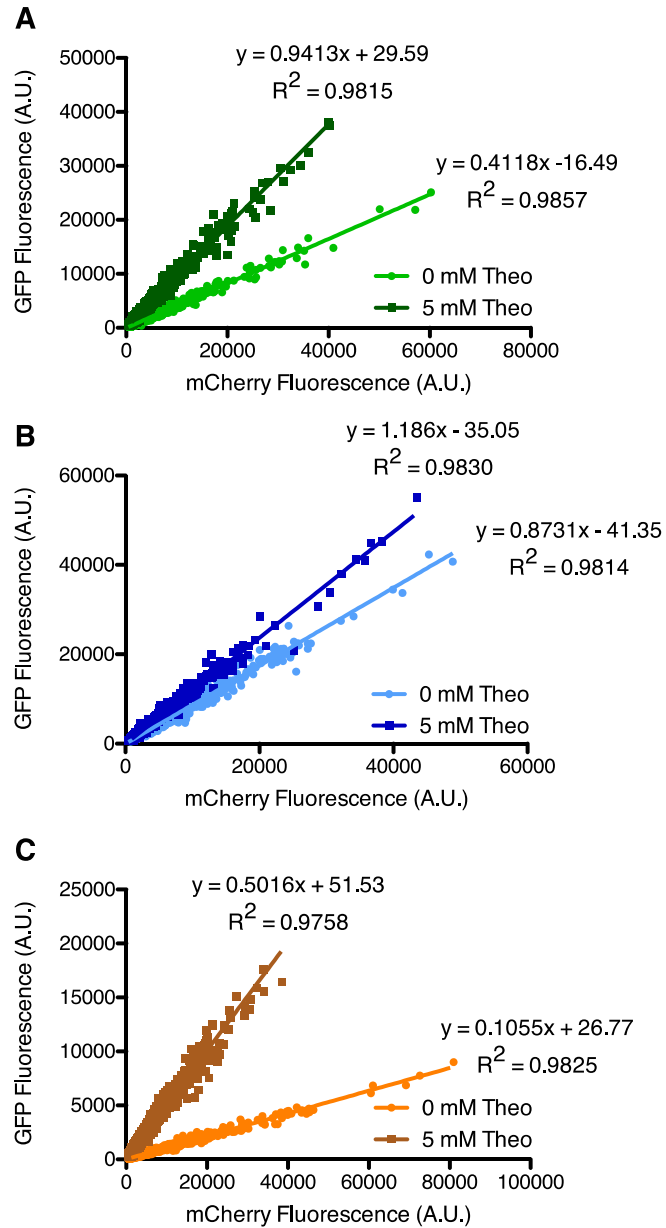 A
y = 0.9413x + 29.59
R2 = 0.9815
y = 0.4118x -16.49
R2 = 0.9857
GFP Fluorescence (A.U.)
50000
40000
30000
20000
10000
0
0 mM Theo
5 mM Theo
0 20000 40000 60000 80000
mCherry Fluorescence (A.U.)
B
y = 1.186x - 35.05
R2 = 0.9830
y = 0.8731x - 41.35
R2 = 0.9814
GFP Fluorescence (A.U.)
60000
40000
20000
0
0 mM Theo
5 mM Theo
0 20000 40000 60000
mCherry Fluorescence (A.U.)
C
y = 0.5016x + 51.53
R2 = 0.9758
y = 0.1055x + 26.77
R2 = 0.9825
GFP Fluorescence (A.U.)
25000
20000
15000
10000
5000
0
0 mM Theo
5 mM Theo
0 20000 40000 60000 80000 100000
mCherry Fluorescence (A.U.)